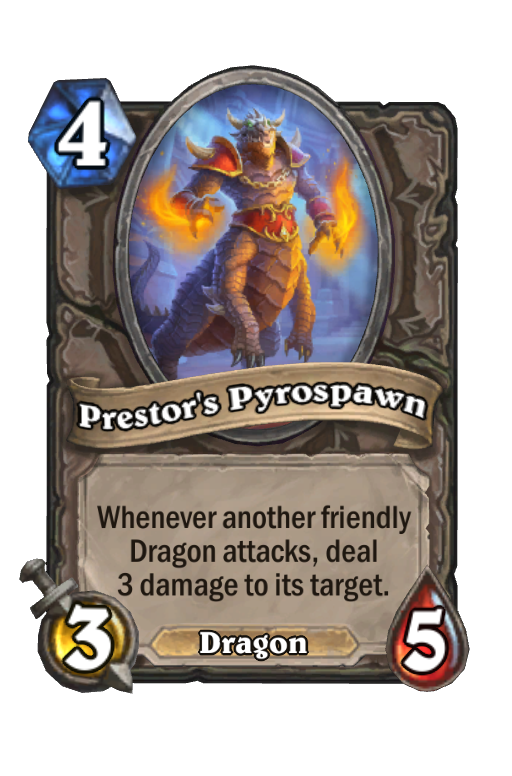 4
Prestor's Pyrospawn
Whenever another friendly
Dragon attacks, deal
3 damage to its target.
3
Dragon
5